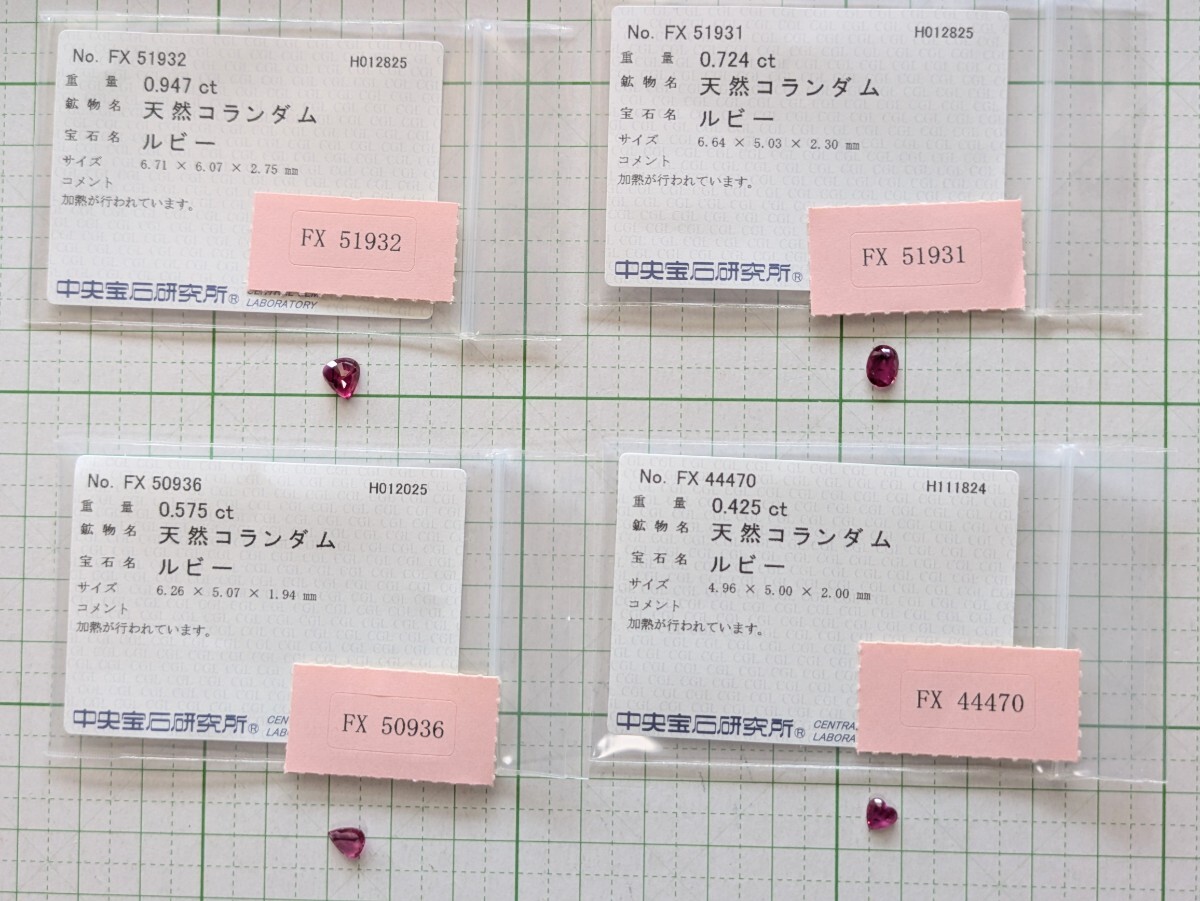 No. FX 51932 H012825
重量 0.947 ct
鉱物名 天然コランダム
宝石名 ルビー
サイズ 6.71 × 6.07 × 2.75 mm
コメント
加熱が行われています。
FX 51932
中央宝石研究所®
LABORATORY
No. FX 51931 H012825
重量 0.724 ct
鉱物名 天然コランダム
宝石名 ルビー
サイズ 6.64 × 5.03 × 2.30 mm
コメント
加熱が行われています。
FX 51931
中央宝石研究所®
No. FX 50936 H012025
重量 0.575 ct
鉱物名 天然コランダム
宝石名 ルビー
サイズ 6.26 × 5.07 × 1.94 mm
コメント
加熱が行われています。
FX 50936
中央宝石研究所®
No. FX 44470 H111824
重量 0.425 ct
鉱物名 天然コランダム
宝石名 ルビー
サイズ 4.96 × 5.00 × 2.00 mm
コメント
加熱が行われています。
FX 44470
中央宝石研究所®